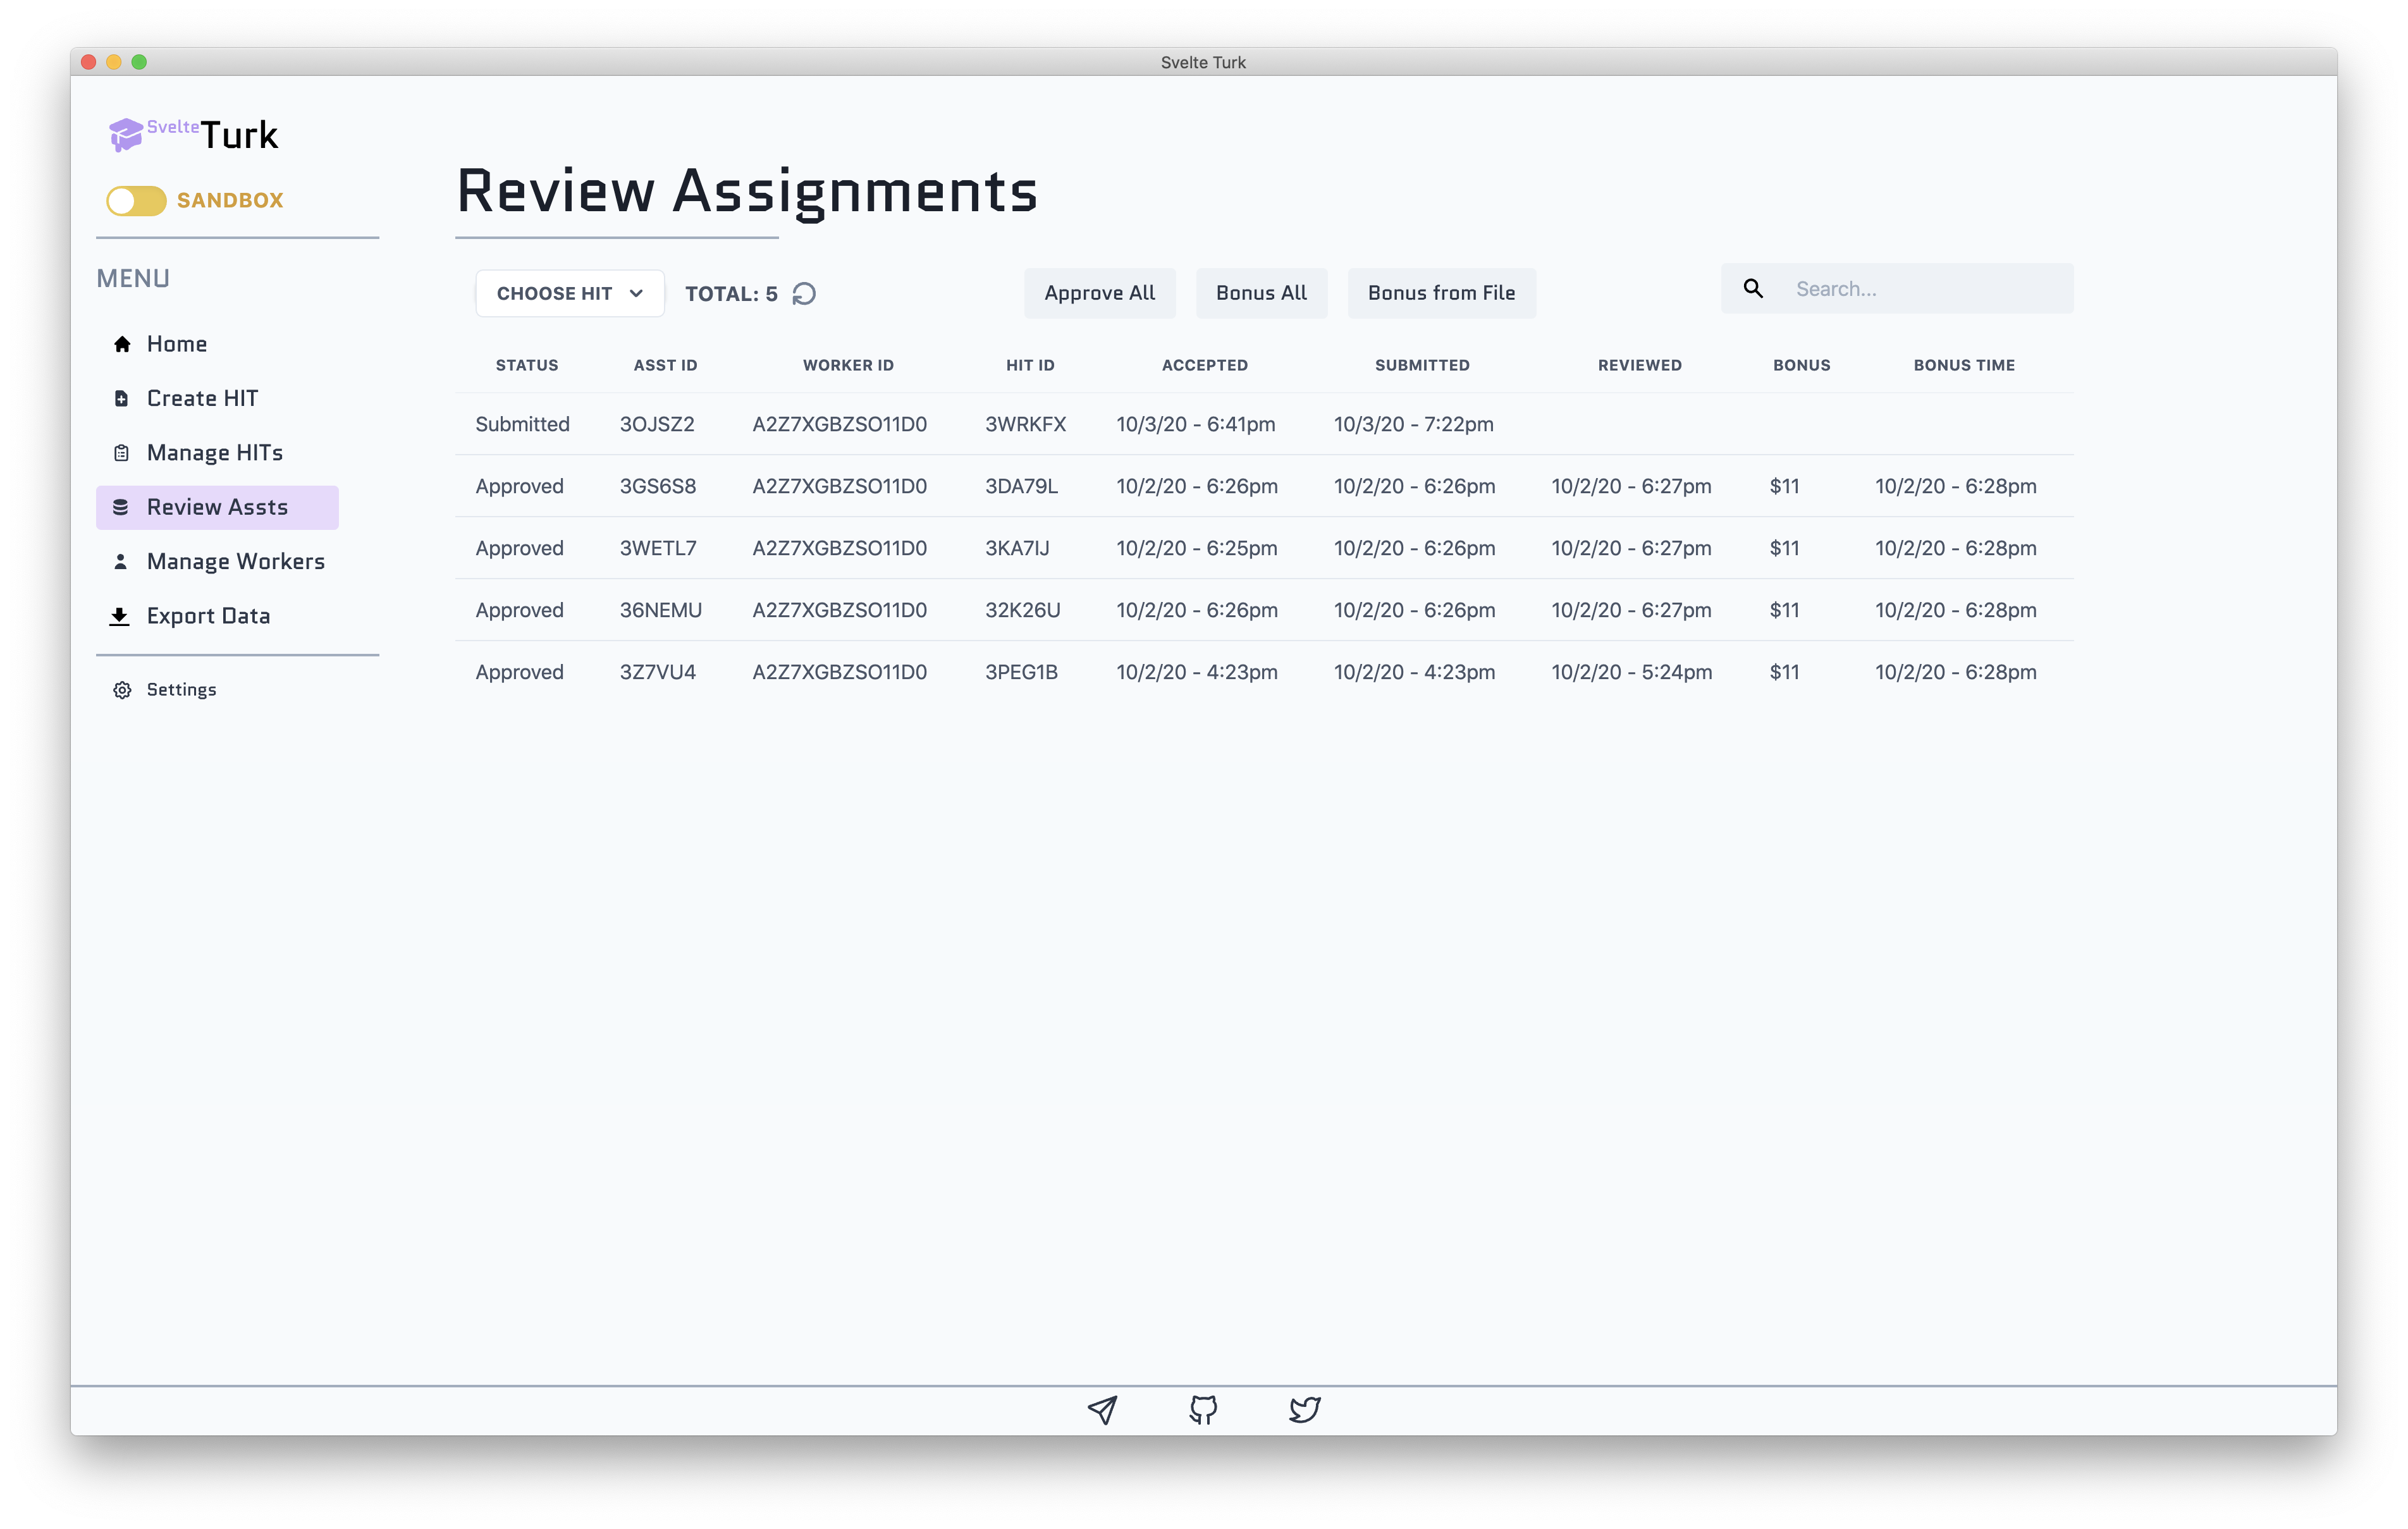 Svelte Turk
SvelteTurk
SANDBOX
MENU
Home
Create HIT
Manage HITs
Review Assts
Manage Workers
Export Data
Settings
Review Assignments
CHOOSE HIT TOTAL: 5 Approve All Bonus All Bonus from File Search...
STATUS ASST ID WORKER ID HIT ID ACCEPTED SUBMITTED REVIEWED BONUS BONUS TIME
Submitted 3OJSZ2 A2Z7XGBZSO11D0 3WRKFX 10/3/20 - 6:41pm 10/3/20 - 7:22pm
Approved 3GS6S8 A2Z7XGBZSO11D0 3DA79L 10/2/20 - 6:26pm 10/2/20 - 6:26pm 10/2/20 - 6:27pm $11 10/2/20 - 6:28pm
Approved 3WETL7 A2Z7XGBZSO11D0 3KA7IJ 10/2/20 - 6:25pm 10/2/20 - 6:26pm 10/2/20 - 6:27pm $11 10/2/20 - 6:28pm
Approved 36NEMU A2Z7XGBZSO11D0 32K26U 10/2/20 - 6:26pm 10/2/20 - 6:26pm 10/2/20 - 6:27pm $11 10/2/20 - 6:28pm
Approved 3Z7VU4 A2Z7XGBZSO11D0 3PEG1B 10/2/20 - 4:23pm 10/2/20 - 4:23pm 10/2/20 - 5:24pm $11 10/2/20 - 6:28pm